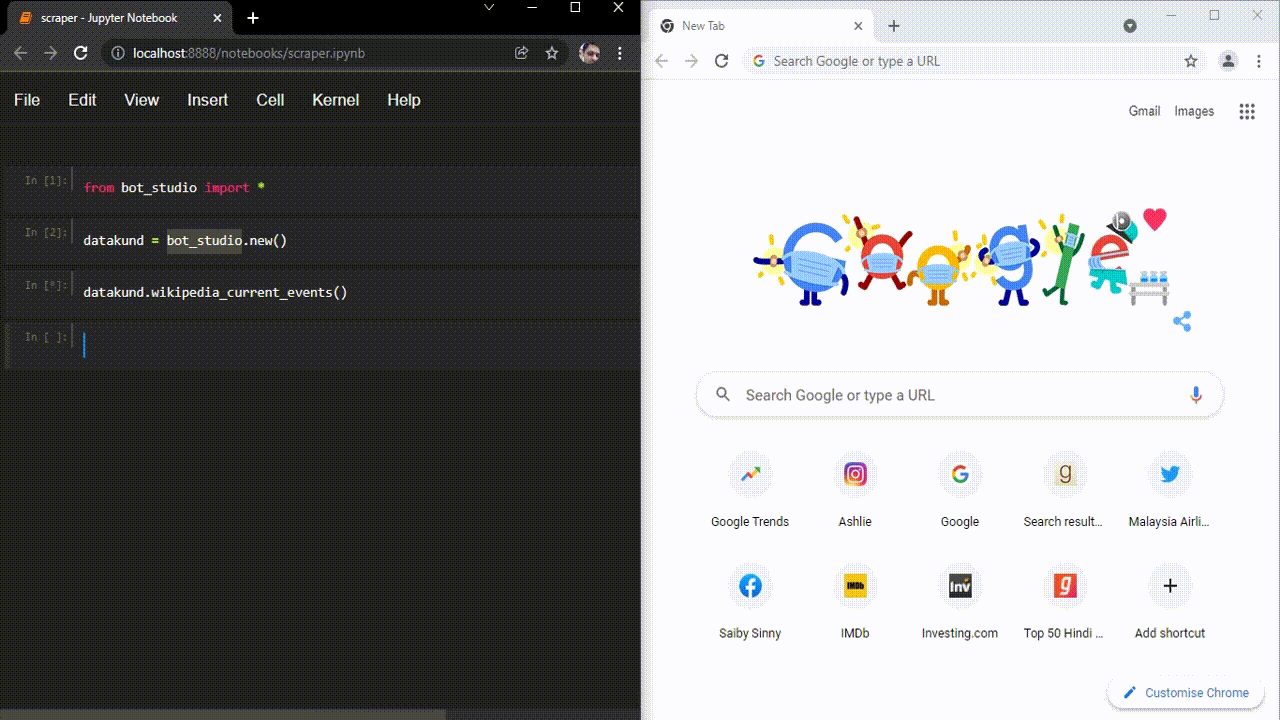 scraper - Jupyter Notebook
localhost:8888/notebooks/scraper.ipynb
File Edit View Insert Cell Kernel Help
In [1]: from bot_studio import *
In [2]: datakund = bot_studio.new()
In [*]: datakund.wikipedia_current_events()
In [ ]:
New Tab
Search Google or type a URL
Gmail Images
Google
Search Google or type a URL
Google Trends Ashlie Google Search result... Malaysia Airli...
IMDb Inv
Saiby Sinny IMDb Investing.com Top 50 Hindi ... Add shortcut
Customise Chrome